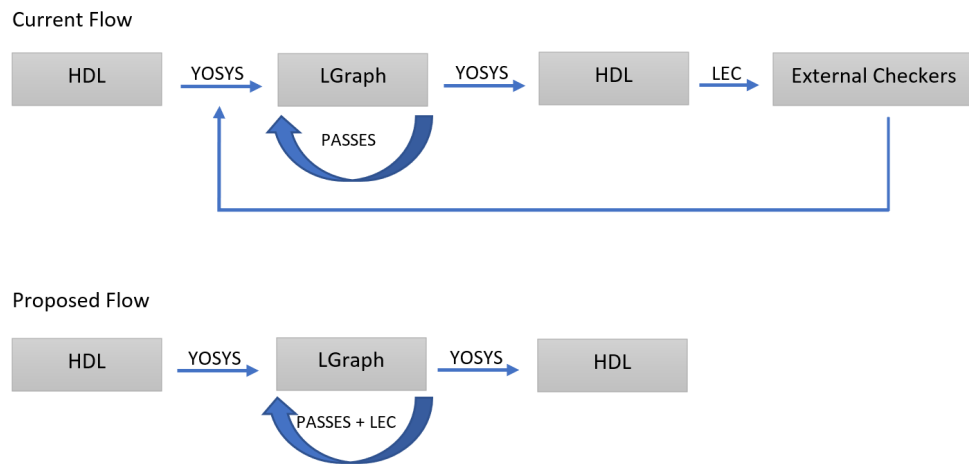 Current Flow
HDL
YOSYS
LGraph
YOSYS
HDL
LEC
External Checkers
PASSES
Proposed Flow
HDL
YOSYS
LGraph
YOSYS
HDL
PASSES + LEC